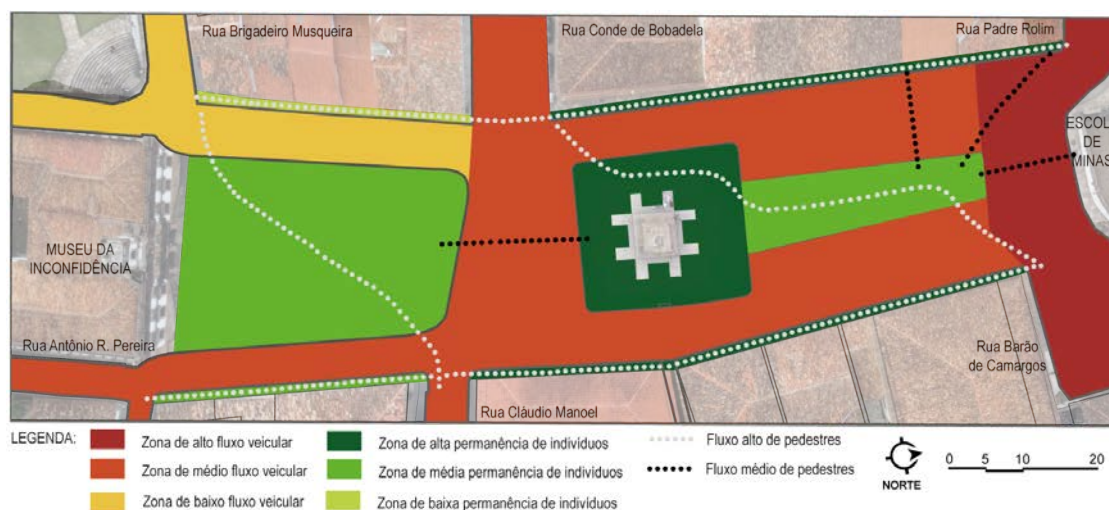 Rua Brigadeiro Musqueira
Rua Conde de Bobadela
Rua Padre Rolim
ESCOLA
DE
MINAS
MUSEU DA
INCONFIDÊNCIA
Rua Antônio R. Pereira
Rua Barão
de Camargos
Rua Cláudio Manoel
LEGENDA:
Zona de alto fluxo veicular
Zona de médio fluxo veicular
Zona de baixo fluxo veicular
Zona de alta permanência de indivíduos
Zona de média permanência de indivíduos
Zona de baixa permanência de indivíduos
Fluxo alto de pedestres
Fluxo médio de pedestres
NORTE
0 5 10 20